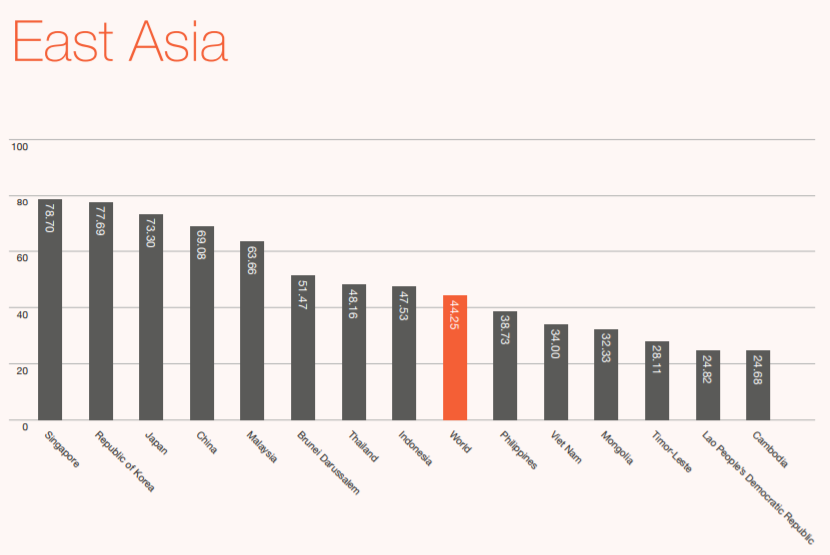 East Asia
100
80
60
40
20
0
78.70
77.69
73.30
69.08
63.66
51.47
48.16
47.53
44.25
38.73
34.00
32.33
28.11
24.82
24.68
Singapore
Republic of Korea
Japan
China
Malaysia
Brunei Darussalem
Thailand
Indonesia
World
Philippines
Viet Nam
Mongolia
Timor-Leste
Lao People's Democratic Republic
Cambodia